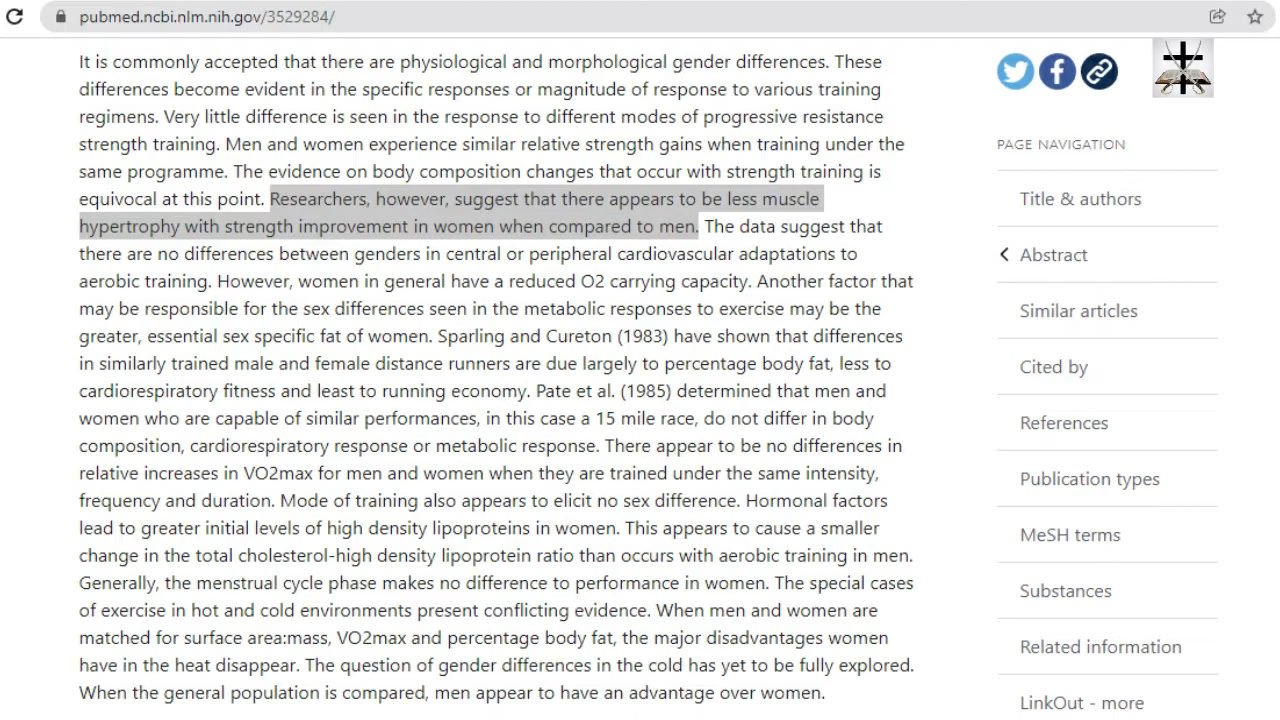 pubmed.ncbi.nlm.nih.gov/3529284/
It is commonly accepted that there are physiological and morphological gender differences. These
differences become evident in the specific responses or magnitude of response to various training
regimens. Very little difference is seen in the response to different modes of progressive resistance
strength training. Men and women experience similar relative strength gains when training under the
same programme. The evidence on body composition changes that occur with strength training is
equivocal at this point. Researchers, however, suggest that there appears to be less muscle
hypertrophy with strength improvement in women when compared to men. The data suggest that
there are no differences between genders in central or peripheral cardiovascular adaptations to
aerobic training. However, women in general have a reduced O2 carrying capacity. Another factor that
may be responsible for the sex differences seen in the metabolic responses to exercise may be the
greater, essential sex specific fat of women. Sparling and Cureton (1983) have shown that differences
in similarly trained male and female distance runners are due largely to percentage body fat, less to
cardiorespiratory fitness and least to running economy. Pate et al. (1985) determined that men and
women who are capable of similar performances, in this case a 15 mile race, do not differ in body
composition, cardiorespiratory response or metabolic response. There appear to be no differences in
relative increases in VO2max for men and women when they are trained under the same intensity,
frequency and duration. Mode of training also appears to elicit no sex difference. Hormonal factors
lead to greater initial levels of high density lipoproteins in women. This appears to cause a smaller
change in the total cholesterol-high density lipoprotein ratio than occurs with aerobic training in men.
Generally, the menstrual cycle phase makes no difference to performance in women. The special cases
of exercise in hot and cold environments present conflicting evidence. When men and women are
matched for surface area:mass, VO2max and percentage body fat, the major disadvantages women
have in the heat disappear. The question of gender differences in the cold has yet to be fully explored.
When the general population is compared, men appear to have an advantage over women.
PAGE NAVIGATION
Title & authors
Abstract
Similar articles
Cited by
References
Publication types
MeSH terms
Substances
Related information
LinkOut - more